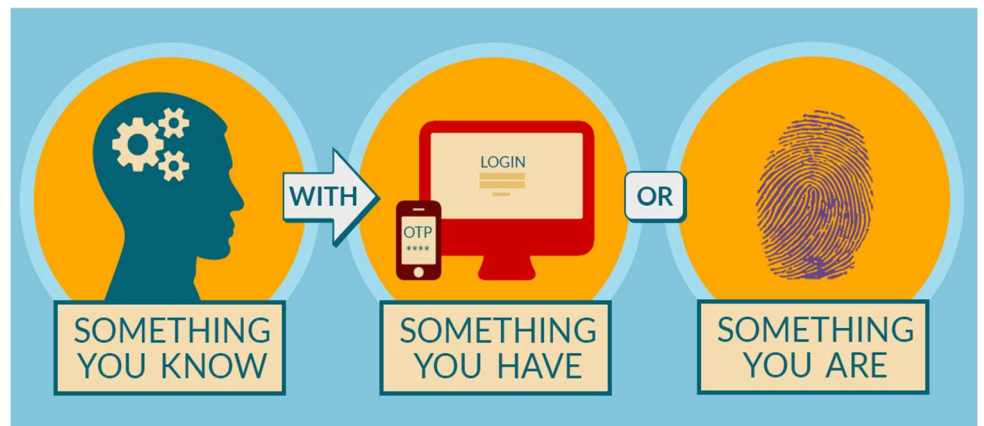 WITH
LOGIN
OTP
****
OR
SOMETHING
YOU KNOW
SOMETHING
YOU HAVE
SOMETHING
YOU ARE